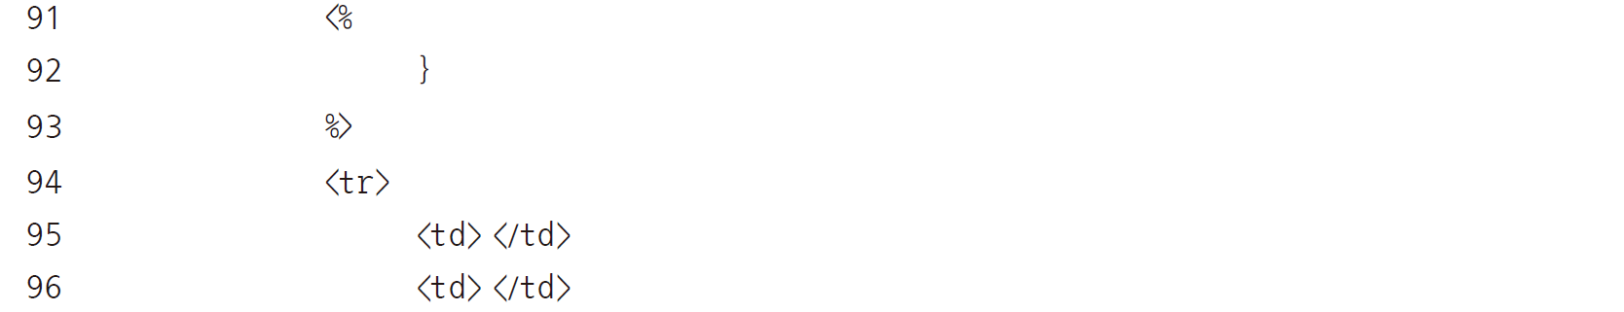 91 <%
92 }
93 %>
94 <tr>
95 <td> </td>
96 <td> </td>